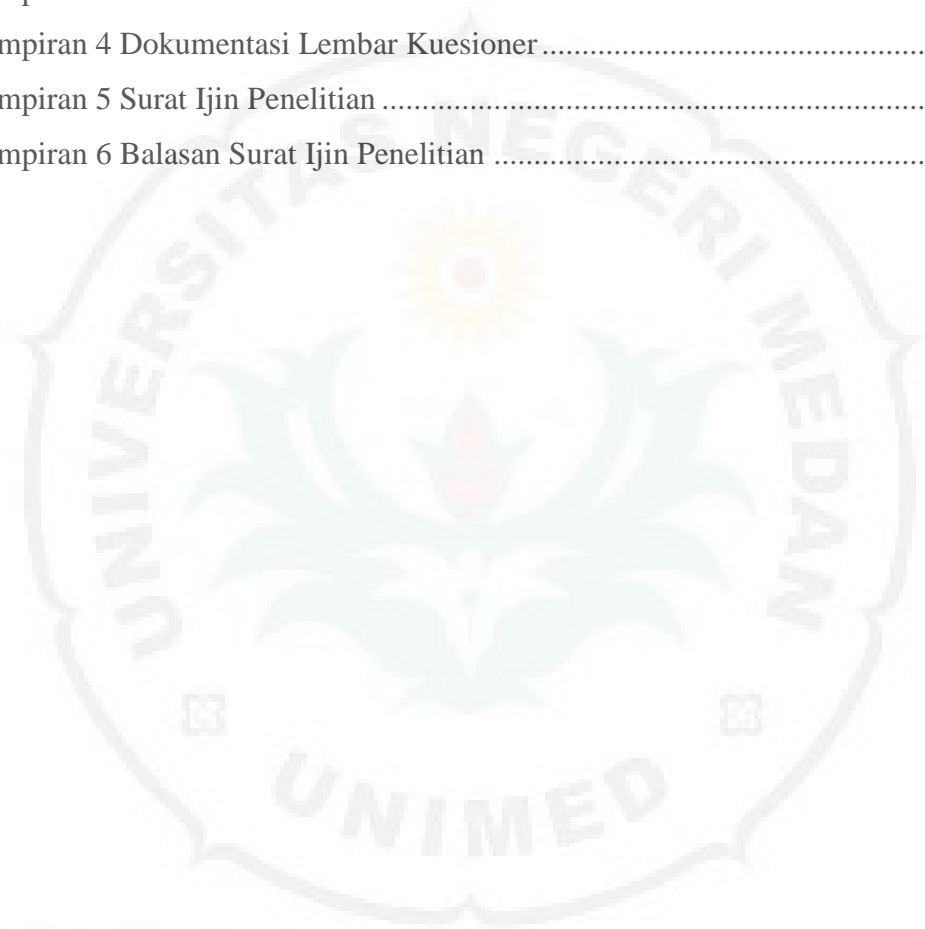 mpiran 4 Dokumentasi Lembar Kuesioner................................................
mpiran 5 Surat Ijin Penelitian....................................................................
mpiran 6 Balasan Surat Ijin Penelitian ......................................................
UNIVERSITAS NEGERI MEDAN
UNIMED